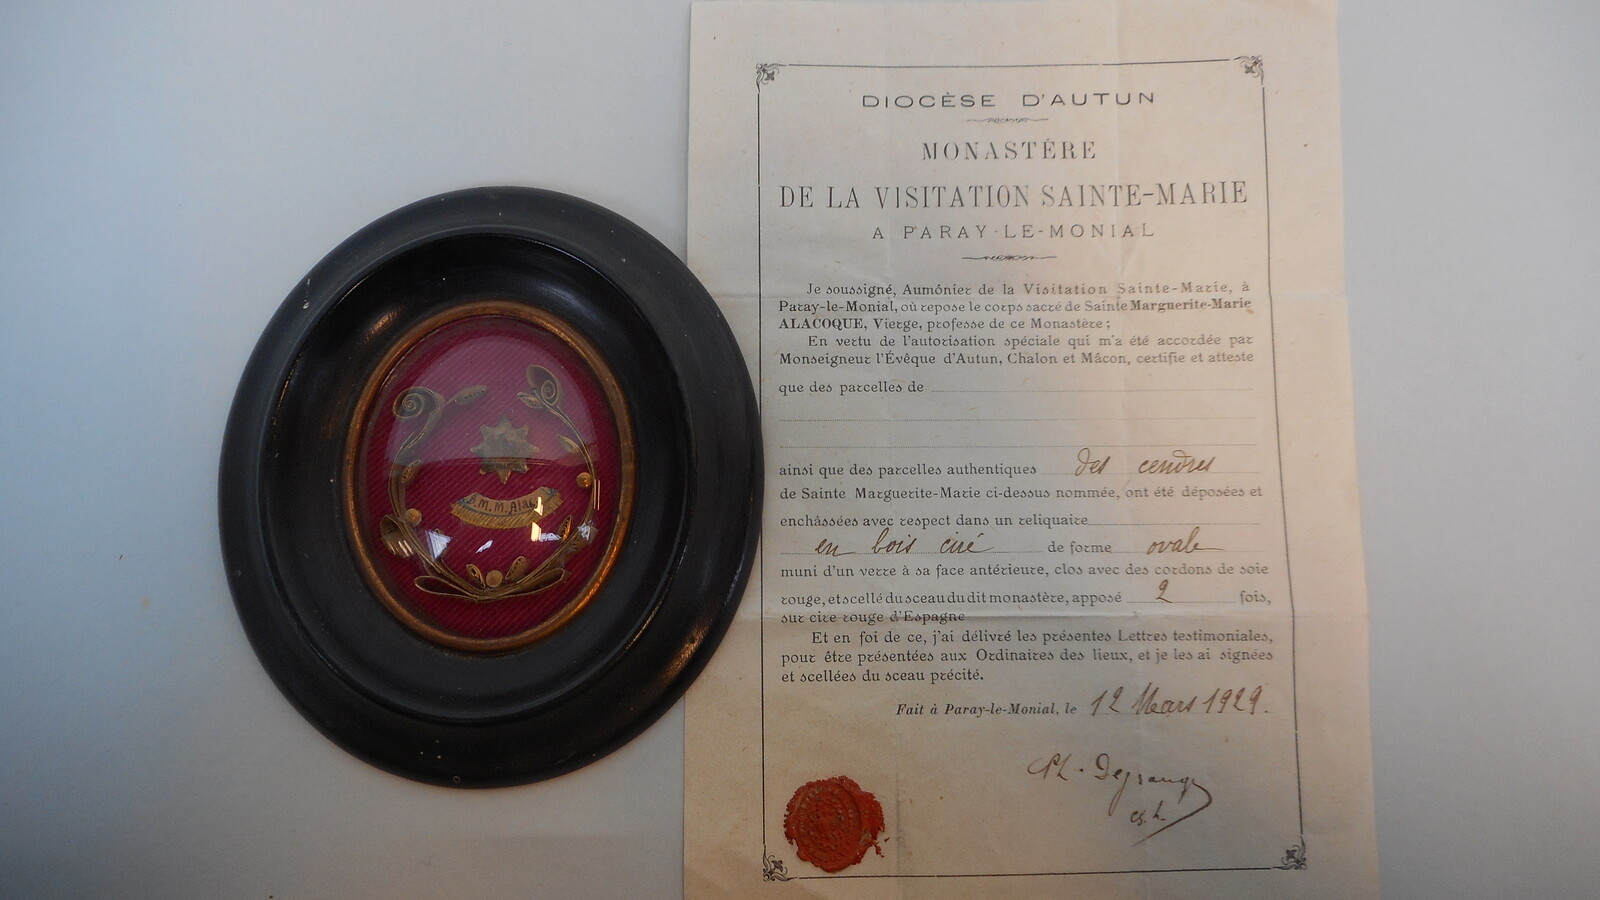 S. M. M. Alac
DIOCÈSE D'AUTUN
MONASTÈRE
DE LA VISITATION SAINTE-MARIE
A PARAY-LE-MONIAL
Je soussigné, Aumônier de la Visitation Sainte-Marie, à
Paray-le-Monial, où repose le corps sacré de Sainte Marguerite-Marie
ALACOQUE, Vierge, professe de ce Monastère ;
En vertu de l'autorisation spéciale qui m'a été accordée par
Monseigneur l'Évêque d'Autun, Chalon et Mâcon, certifie et atteste
que des parcelles de
ainsi que des parcelles authentiques des cendres
de Sainte Marguerite-Marie ci-dessus nommée, ont été déposées et
enchâssées avec respect dans un reliquaire
en bois ciré de forme ovale
muni d'un verre à sa face antérieure, clos avec des cordons de soie
rouge, et scellé du sceau du dit monastère, apposé 2 fois,
sur cire rouge d'Espagne
Et en foi de ce, j'ai délivré les présentes Lettres testimoniales,
pour être présentées aux Ordinaires des lieux, et je les ai signées
et scellées du sceau précité.
Fait à Paray-le-Monial, le 12 Mars 1929.